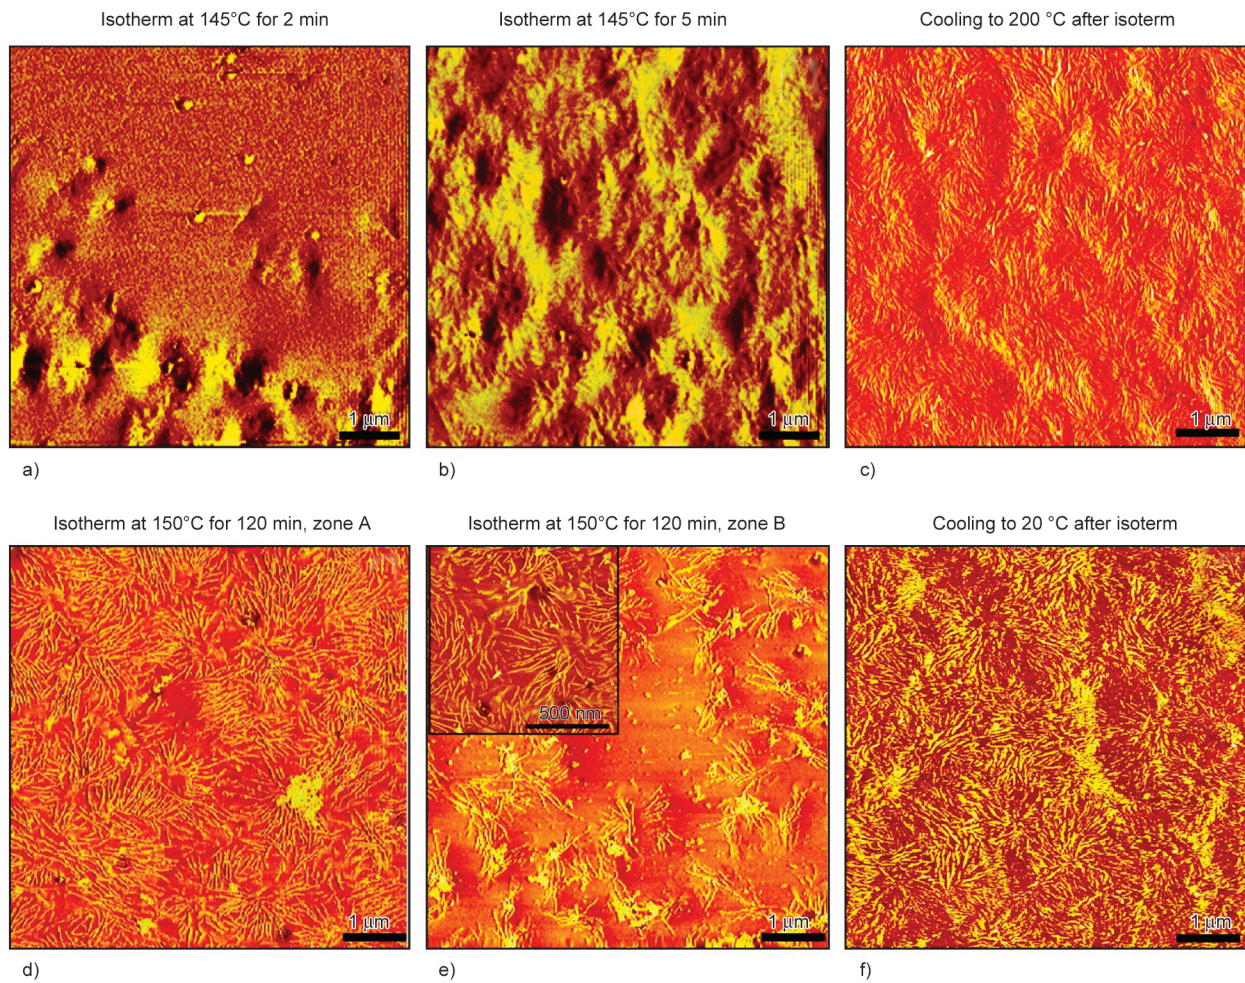 Isotherm at 145°C for 2 min
Isotherm at 145°C for 5 min
Cooling to 200 °C after isoterm
1 µm
1 µm
1 µm
a)
b)
c)
Isotherm at 150°C for 120 min, zone A
Isotherm at 150°C for 120 min, zone B
Cooling to 20 °C after isoterm
500 nm
1 µm
1 µm
1 µm
d)
e)
f)